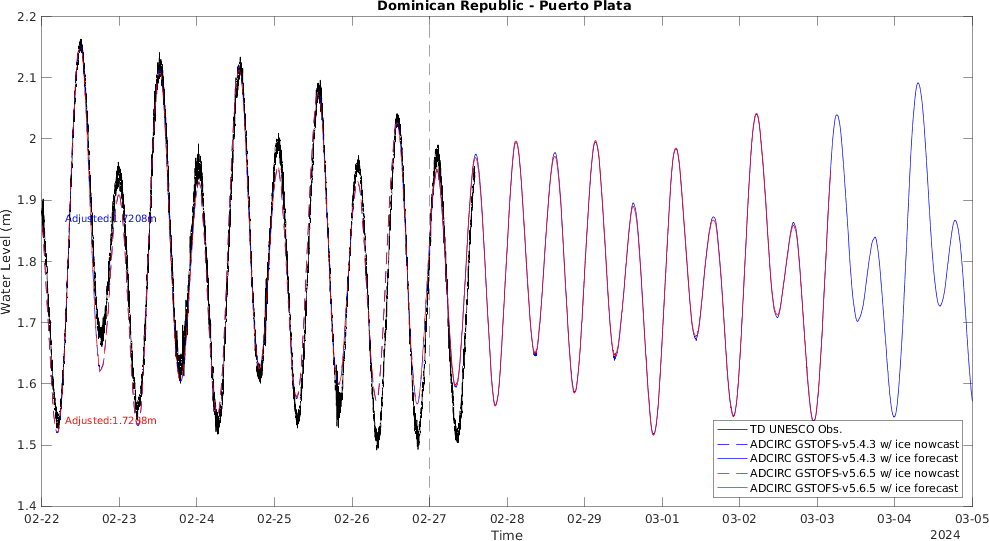 Dominican Republic - Puerto Plata
2.2
2.1
2
1.9
1.8
1.7
1.6
1.5
1.4
Water Level (m)
Adjusted:1.7208m
Adjusted:1.7208m
TD UNESCO Obs.
ADCIRC GSTOFS-v5.4.3 w/ ice nowcast
ADCIRC GSTOFS-v5.4.3 w/ ice forecast
ADCIRC GSTOFS-v5.6.5 w/ ice nowcast
ADCIRC GSTOFS-v5.6.5 w/ ice forecast
02-22 02-23 02-24 02-25 02-26 02-27 02-28 02-29 03-01 03-02 03-03 03-04 03-05
Time
2024